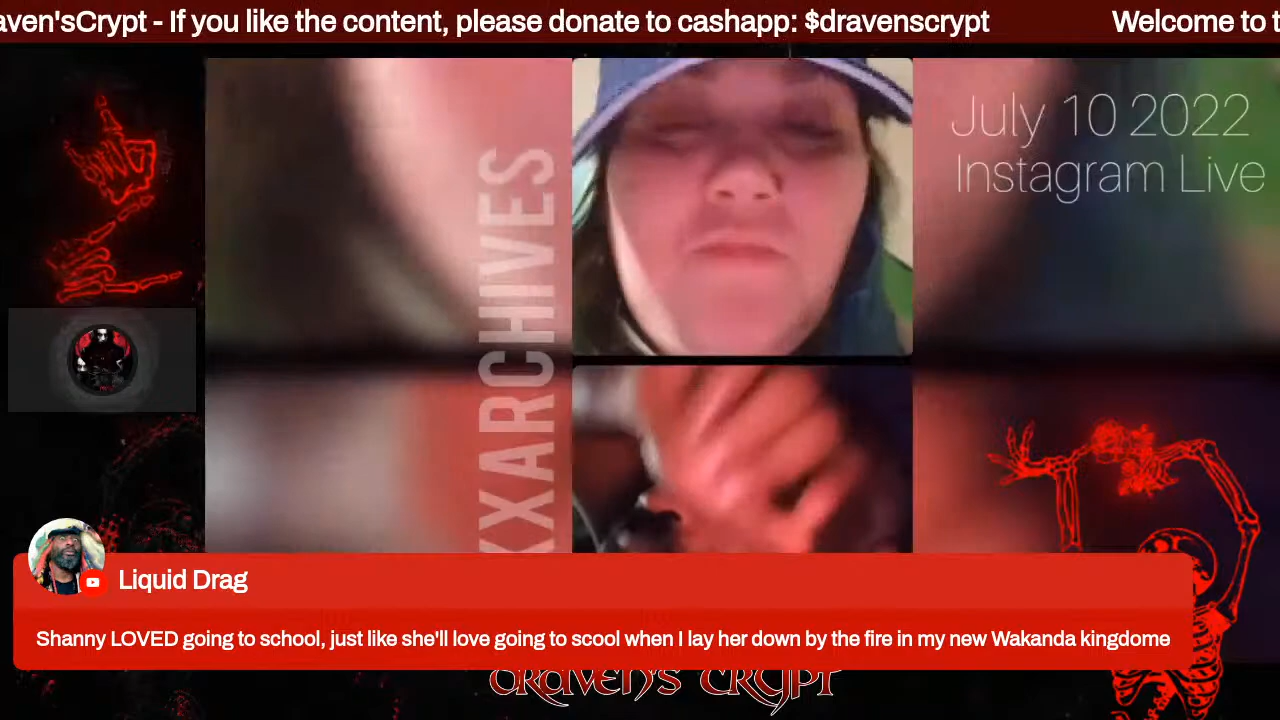 aven'sCrypt - If you like the content, please donate to cashapp: $dravenscrypt Welcome to t
July 10 2022
Instagram Live
XXARCHIVES
Liquid Drag
Shanny LOVED going to school, just like she'll love going to scool when I lay her down by the fire in my new Wakanda kingdome
DRAVEN'S CRYPT